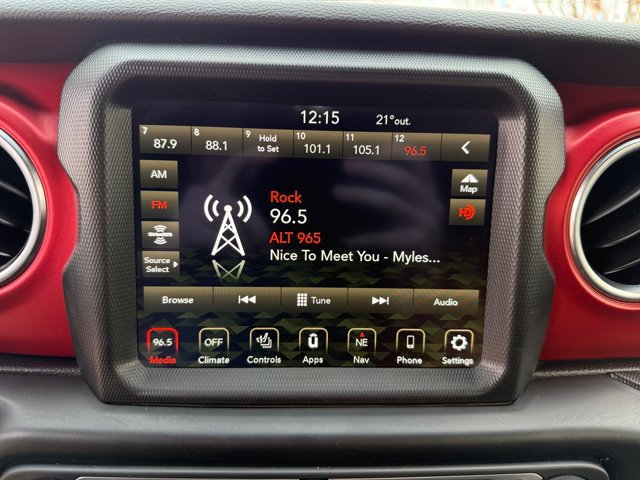 12:15 21° out.
7 87.9 8 88.1 9 Hold to Set 10 101.1 11 105.1 12 96.5
AM
Map
FM
HD
Rock
96.5
SiriusXM
ALT 965
Source Select
Nice To Meet You - Myles...
Browse Tune Audio
96.5 OFF NE
Media Climate Controls Apps Nav Phone Settings